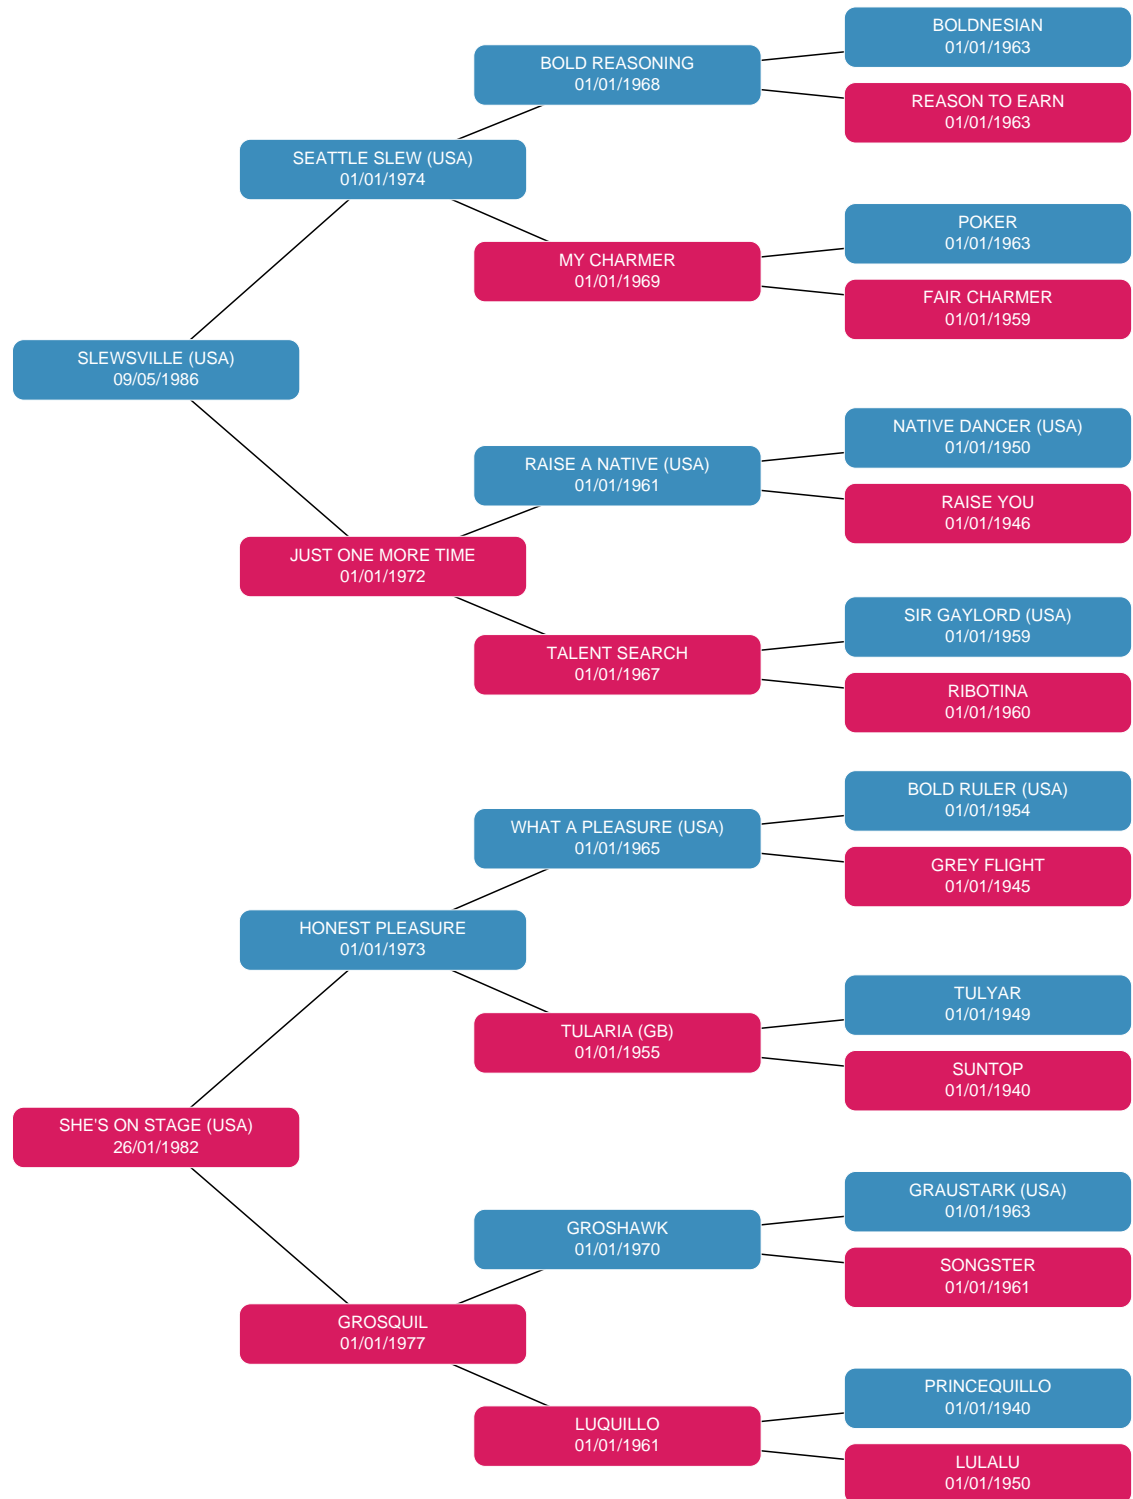 BOLDNESIAN
01/01/1963
BOLD REASONING
01/01/1968
REASON TO EARN
01/01/1963
SEATTLE SLEW (USA)
01/01/1974
POKER
01/01/1963
MY CHARMER
01/01/1969
FAIR CHARMER
01/01/1959
SLEWSVILLE (USA)
09/05/1986
NATIVE DANCER (USA)
01/01/1950
RAISE A NATIVE (USA)
01/01/1961
RAISE YOU
01/01/1946
JUST ONE MORE TIME
01/01/1972
SIR GAYLORD (USA)
01/01/1959
TALENT SEARCH
01/01/1967
RIBOTINA
01/01/1960
BOLD RULER (USA)
01/01/1954
WHAT A PLEASURE (USA)
01/01/1965
GREY FLIGHT
01/01/1945
HONEST PLEASURE
01/01/1973
TULYAR
01/01/1949
TULARIA (GB)
01/01/1955
SUNTOP
01/01/1940
SHE'S ON STAGE (USA)
26/01/1982
GRAUSTARK (USA)
01/01/1963
GROSHAWK
01/01/1970
SONGSTER
01/01/1961
GROSQUIL
01/01/1977
PRINCEQUILLO
01/01/1940
LUQUILLO
01/01/1961
LULALU
01/01/1950